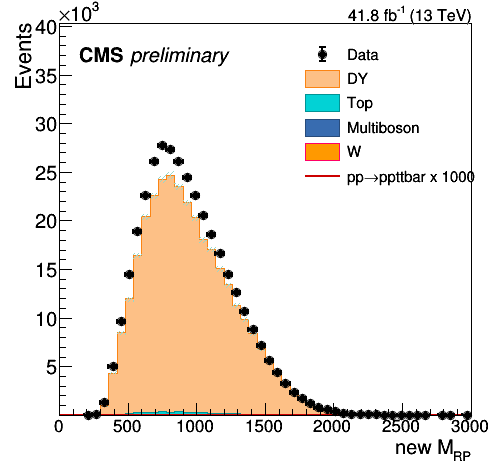 ×10³
41.8 fb⁻¹ (13 TeV)
CMS preliminary
Events
Data
DY
Top
Multiboson
W
pp→ppttbar x 1000
40
35
30
25
20
15
10
5
0
0 500 1000 1500 2000 2500 3000
new M_RP